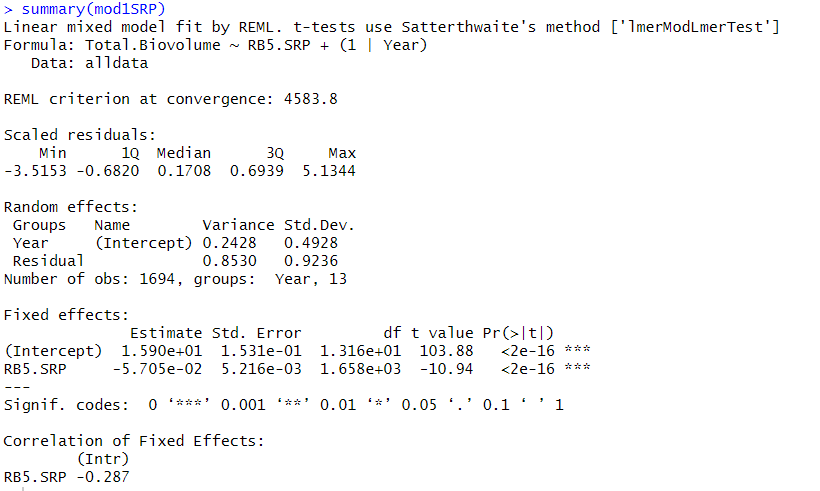 > summary(mod1SRP)
Linear mixed model fit by REML. t-tests use Satterthwaite's method ['lmerModLmerTest']
Formula: Total.Biovolume ~ RB5.SRP + (1 | Year)
   Data: alldata

REML criterion at convergence: 4583.8

Scaled residuals:
    Min      1Q  Median      3Q     Max
-3.5153 -0.6820  0.1708  0.6939  5.1344

Random effects:
 Groups   Name        Variance Std.Dev.
 Year     (Intercept) 0.2428   0.4928
 Residual             0.8530   0.9236
Number of obs: 1694, groups:  Year, 13

Fixed effects:
              Estimate Std. Error         df t value Pr(>|t|)
(Intercept)  1.590e+01  1.531e-01  1.316e+01  103.88   <2e-16 ***
RB5.SRP     -5.705e-02  5.216e-03  1.658e+03  -10.94   <2e-16 ***
---
Signif. codes:  0 ‘***’ 0.001 ‘**’ 0.01 ‘*’ 0.05 ‘.’ 0.1 ‘ ’ 1

Correlation of Fixed Effects:
        (Intr)
RB5.SRP -0.287